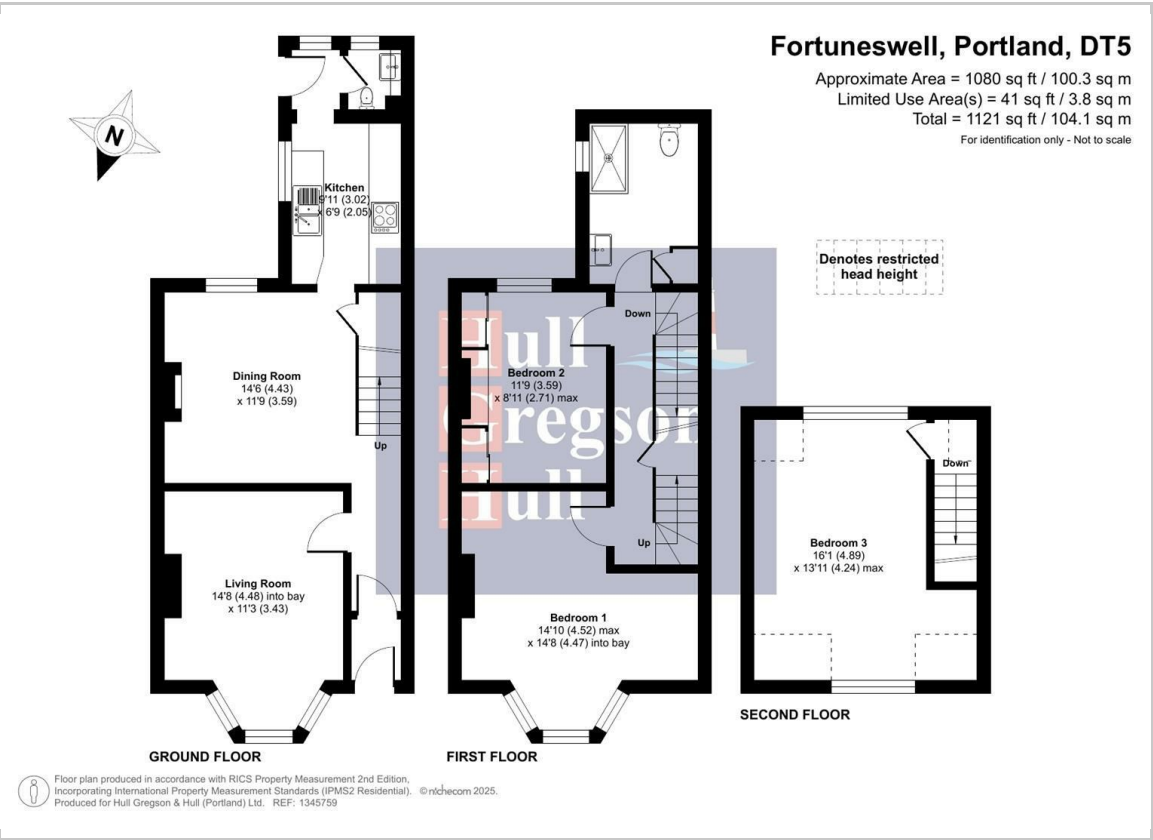 Fortuneswell, Portland, DT5
Approximate Area = 1080 sq ft / 100.3 sq m
Limited Use Area(s) = 41 sq ft / 3.8 sq m
Total = 1121 sq ft / 104.1 sq m
For identification only - Not to scale
N
Kitchen
9'11 (3.02)
x 6'9 (2.05)
Denotes restricted
head height
Down
Hull
Gregson
Hull
Dining Room
14'6 (4.43)
x 11'9 (3.59)
Up
Bedroom 2
11'9 (3.59)
x 8'11 (2.71) max
Down
Up
Bedroom 3
16'1 (4.89)
x 13'11 (4.24) max
Living Room
14'8 (4.48) into bay
x 11'3 (3.43)
Bedroom 1
14'10 (4.52) max
x 14'8 (4.47) into bay
SECOND FLOOR
GROUND FLOOR
FIRST FLOOR
Floor plan produced in accordance with RICS Property Measurement 2nd Edition,
Incorporating International Property Measurement Standards (IPMS2 Residential). © nichecom 2025.
Produced for Hull Gregson & Hull (Portland) Ltd. REF: 1345759